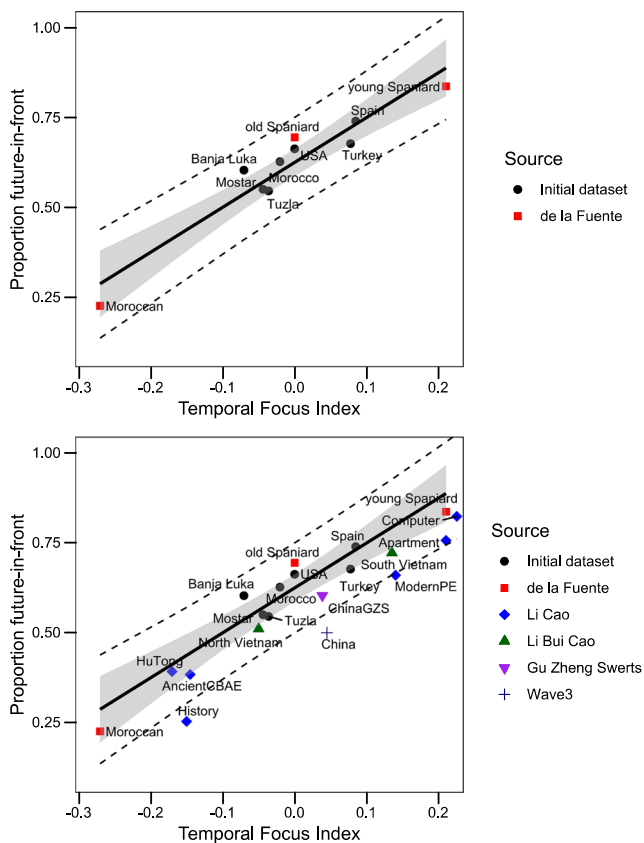 1.00
0.75
0.50
0.25
Proportion future-in-front
young Spaniard
Spain
old Spaniard
USA
Turkey
Banja Luka
Morocco
Mostar
Tuzla
Moroccan
-0.3 -0.2 -0.1 0.0 0.1 0.2
Temporal Focus Index
Source
Initial dataset
de la Fuente
1.00
0.75
0.50
0.25
Proportion future-in-front
young Spaniard
Computer
Spain
Apartment
old Spaniard
South Vietnam
USA
Turkey
ModernPE
Banja Luka
Morocco
ChinaGZS
Mostar
Tuzla
North Vietnam
China
HuTong
AncientCBAE
History
Moroccan
-0.3 -0.2 -0.1 0.0 0.1 0.2
Temporal Focus Index
Source
Initial dataset
de la Fuente
Li Cao
Li Bui Cao
Gu Zheng Swerts
Wave3